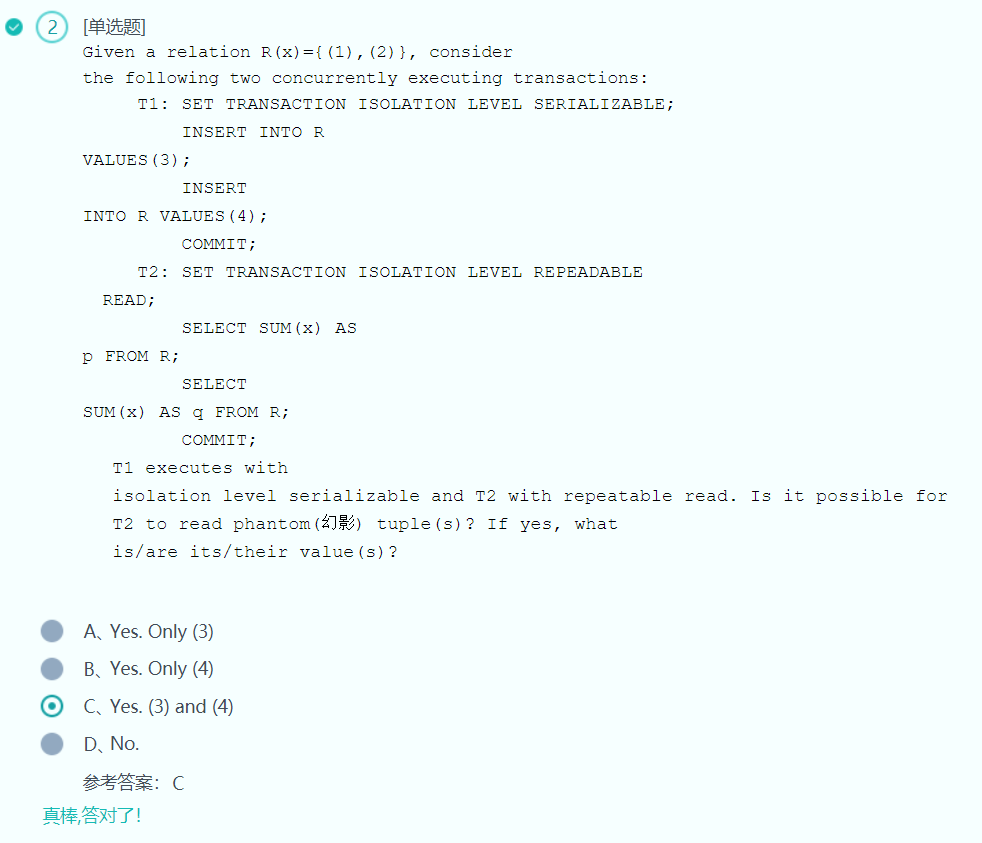 2 [单选题]
Given a relation R(x)={(1),(2)}, consider
the following two concurrently executing transactions:
T1: SET TRANSACTION ISOLATION LEVEL SERIALIZABLE;
INSERT INTO R
VALUES(3);
INSERT
INTO R VALUES(4);
COMMIT;
T2: SET TRANSACTION ISOLATION LEVEL REPEADABLE
READ;
SELECT SUM(x) AS
p FROM R;
SELECT
SUM(x) AS q FROM R;
COMMIT;
T1 executes with
isolation level serializable and T2 with repeatable read. Is it possible for
T2 to read phantom(幻影) tuple(s)? If yes, what
is/are its/their value(s)?
A、Yes. Only (3)
B、Yes. Only (4)
C、Yes. (3) and (4)
D、No.
参考答案：C
真棒,答对了!